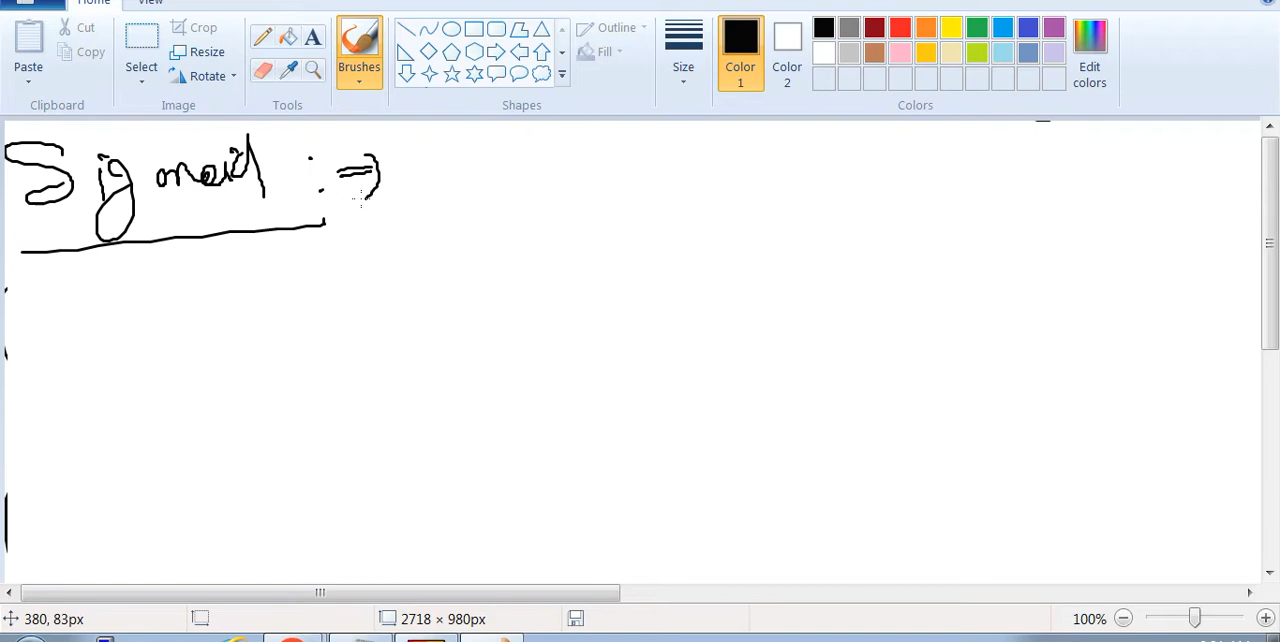 Home View
Cut
Copy
Paste
Clipboard
Crop
Resize
Rotate
Select
Image
Tools
Brushes
Outline
Fill
Shapes
Size
Color 1
Color 2
Edit colors
Colors
Sigmoid : ⇒
380, 83px
2718 × 980px
100%